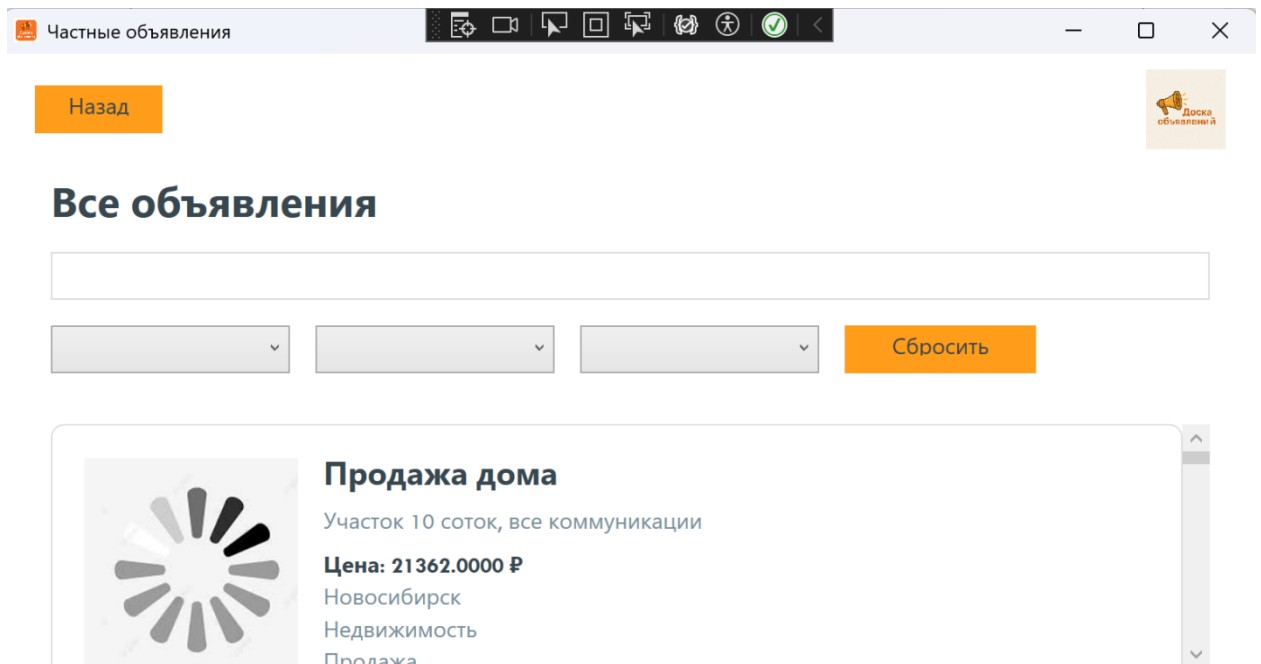 Частные объявления
Назад
Доска
объявлений
Все объявления
Сбросить
Продажа дома
Участок 10 соток, все коммуникации
Цена: 21362.0000 ₽
Новосибирск
Недвижимость
Продажа